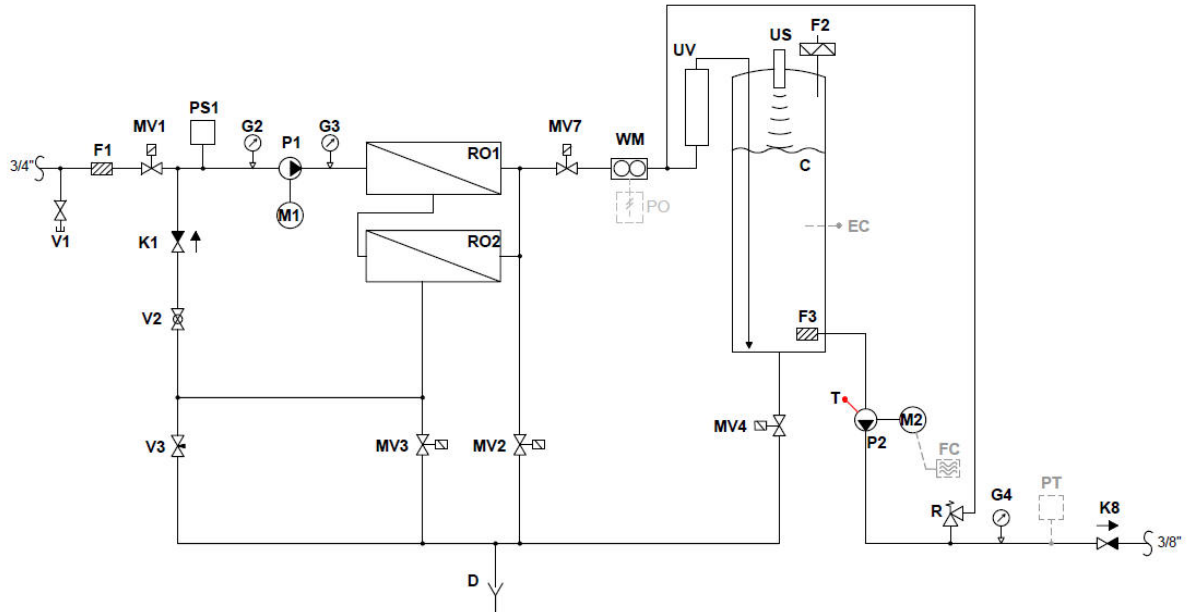 US
F2
UV
PS1
MV1
G2
P1
G3
MV7
WM
3/4"
F1
RO1
C
M1
PO
V1
K1
RO2
EC
V2
F3
T
M2
V3
MV3
MV2
MV4
P2
FC
PT
G4
K8
R
3/8"
D